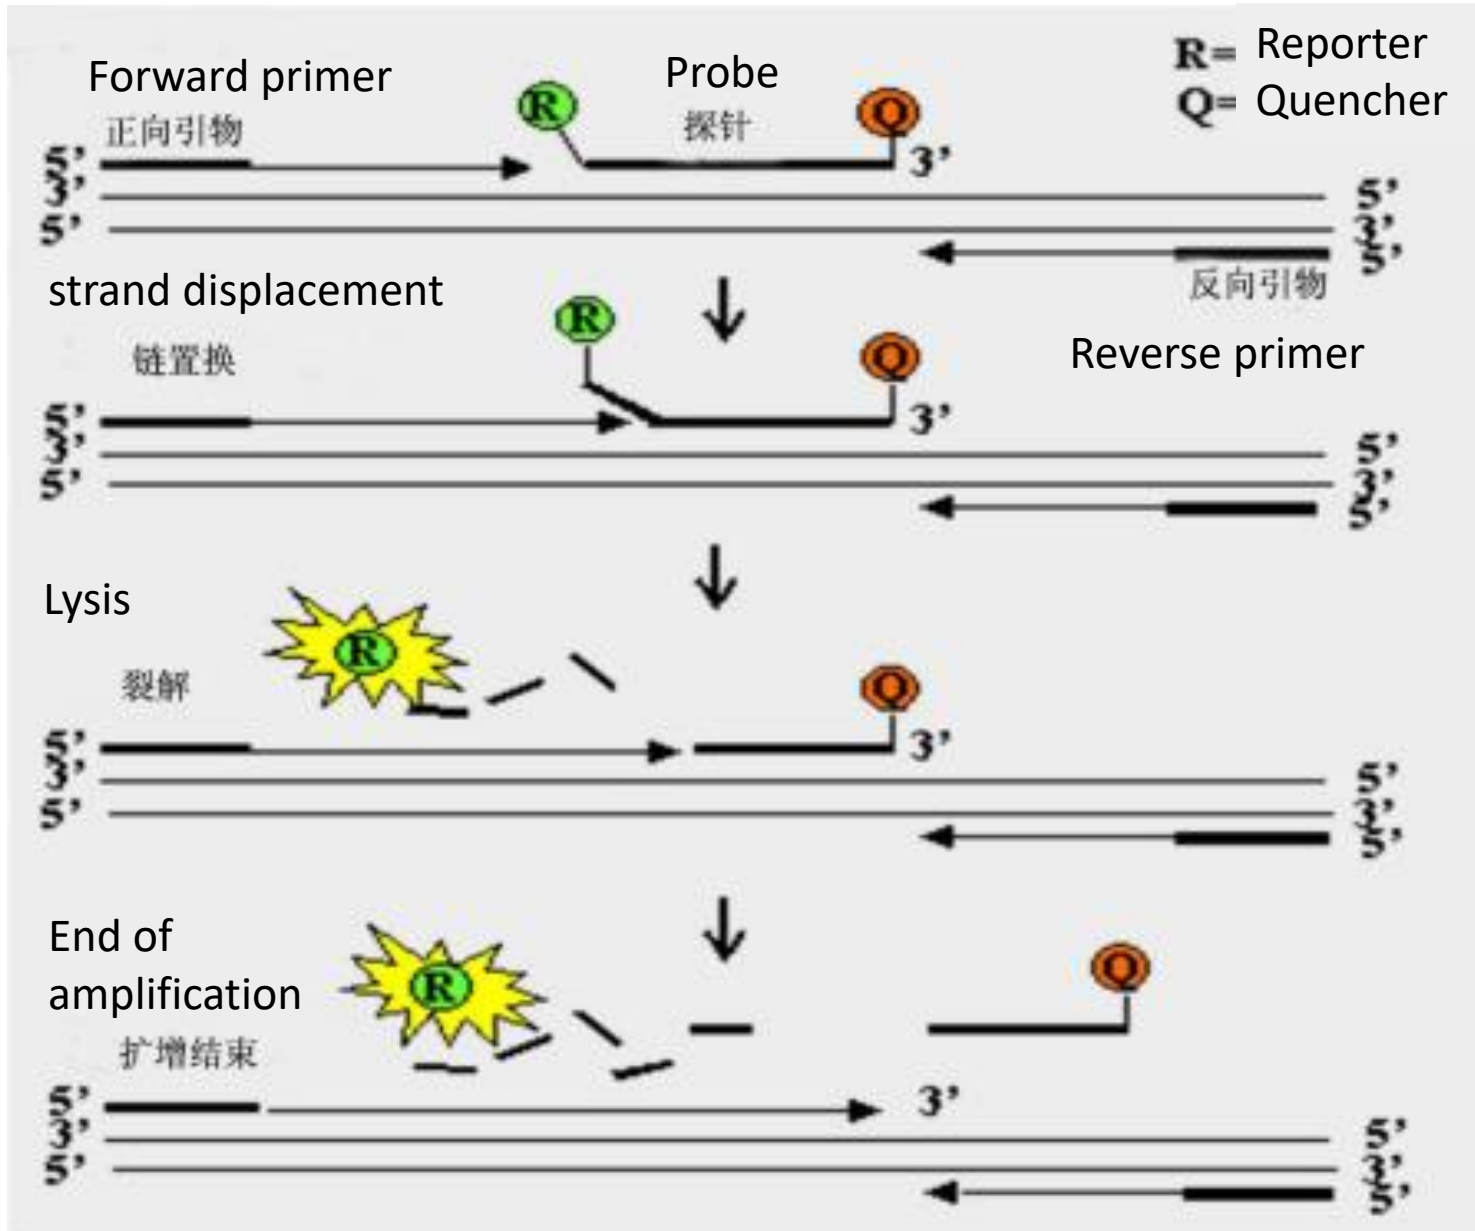 R= Reporter
Q= Quencher
Forward primer
正向引物
Probe
探针
R
Q
5' 3'
3' 5'
5' 3'
5'
反向引物
Reverse primer
strand displacement
链置换
R
Q
5' 3'
3' 5'
5' 3'
5'
Lysis
裂解
R
Q
5' 3'
3' 5'
5' 3'
5'
End of
amplification
扩增结束
R
Q
5' 3'
3' 5'
5' 3'
5'